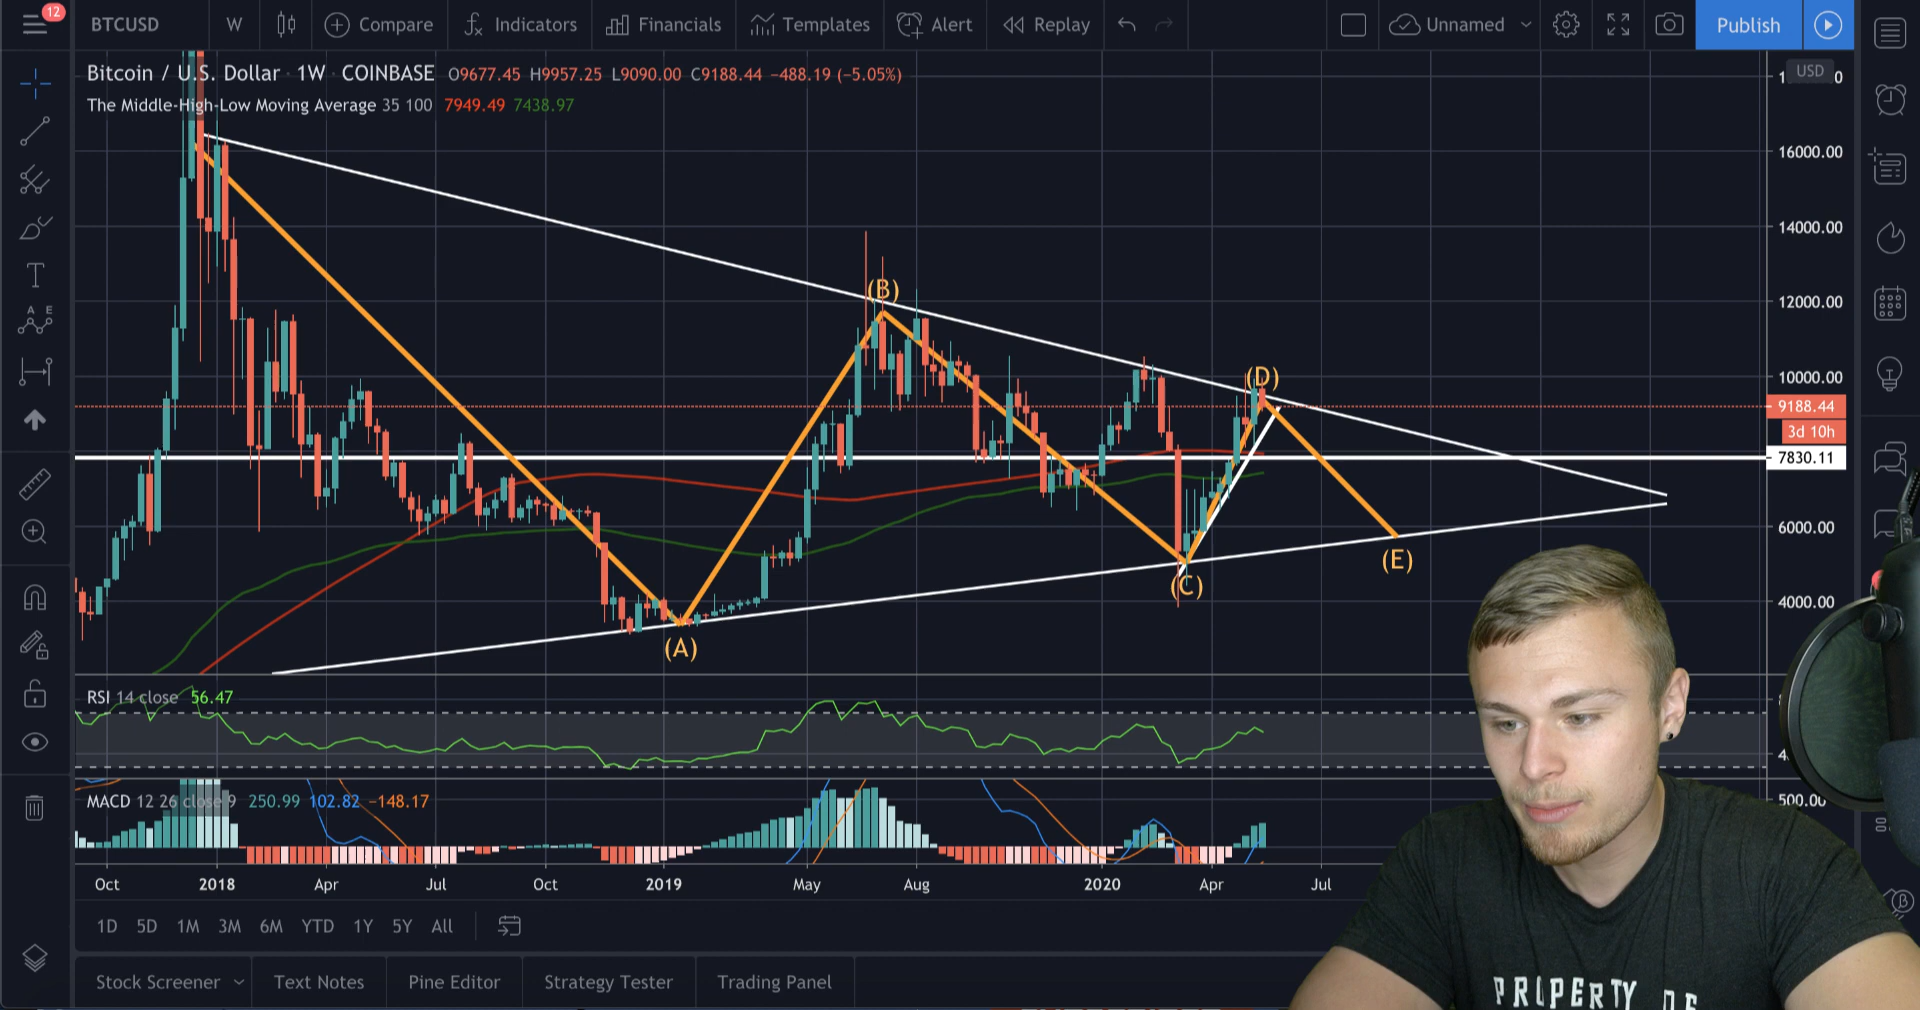 12
BTCUSD W Compare Indicators Financials Templates Alert Replay Unnamed Publish
Bitcoin / U.S. Dollar · 1W · COINBASE O9677.45 H9957.25 L9090.00 C9188.44 −488.19 (−5.05%)
The Middle-High-Low Moving Average 35 100 7949.49 7438.97
USD
16000.00
14000.00
12000.00
10000.00
9188.44
3d 10h
7830.11
6000.00
4000.00
(B)
(D)
(E)
(C)
(A)
RSI 14 close 56.47
MACD 12 26 close 9 250.99 102.82 −148.17
500.00
Oct 2018 Apr Jul Oct 2019 May Aug 2020 Apr Jul
1D 5D 1M 3M 6M YTD 1Y 5Y All
Stock Screener Text Notes Pine Editor Strategy Tester Trading Panel
PROPERTY OF